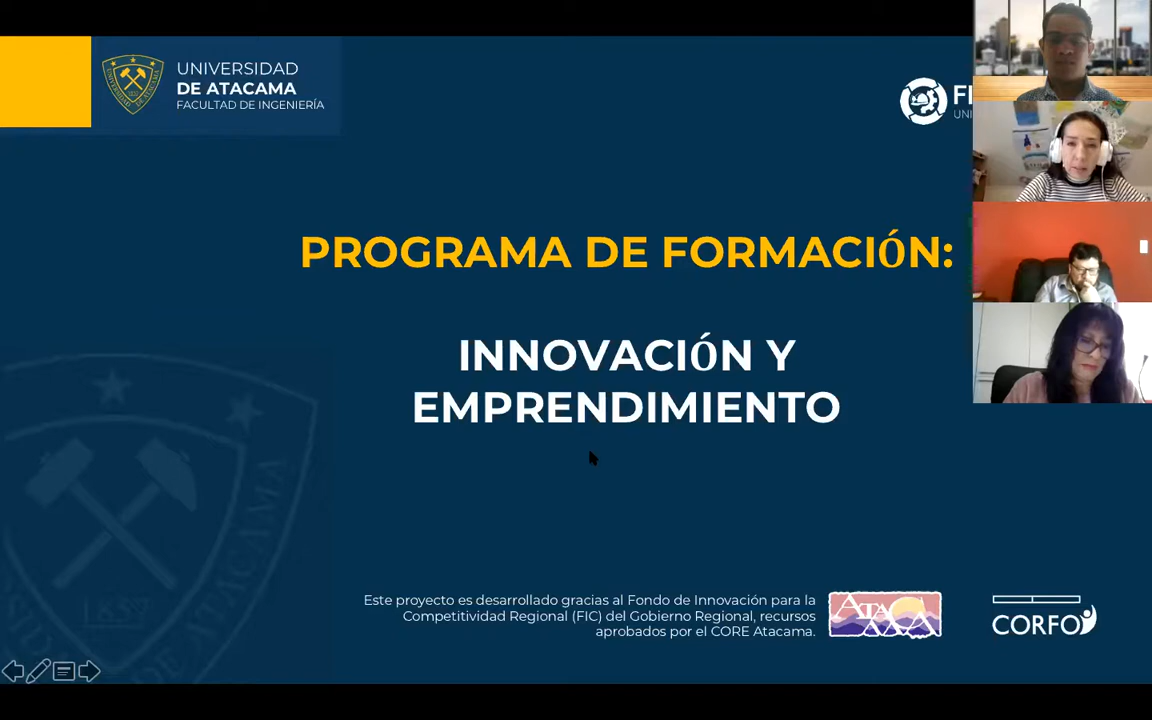 UNIVERSIDAD
DE ATACAMA
FACULTAD DE INGENIERÍA
PROGRAMA DE FORMACIÓN:
INNOVACIÓN Y
EMPRENDIMIENTO
Este proyecto es desarrollado gracias al Fondo de Innovación para la
Competitividad Regional (FIC) del Gobierno Regional, recursos
aprobados por el CORE Atacama.
ATACAMA
CORFO